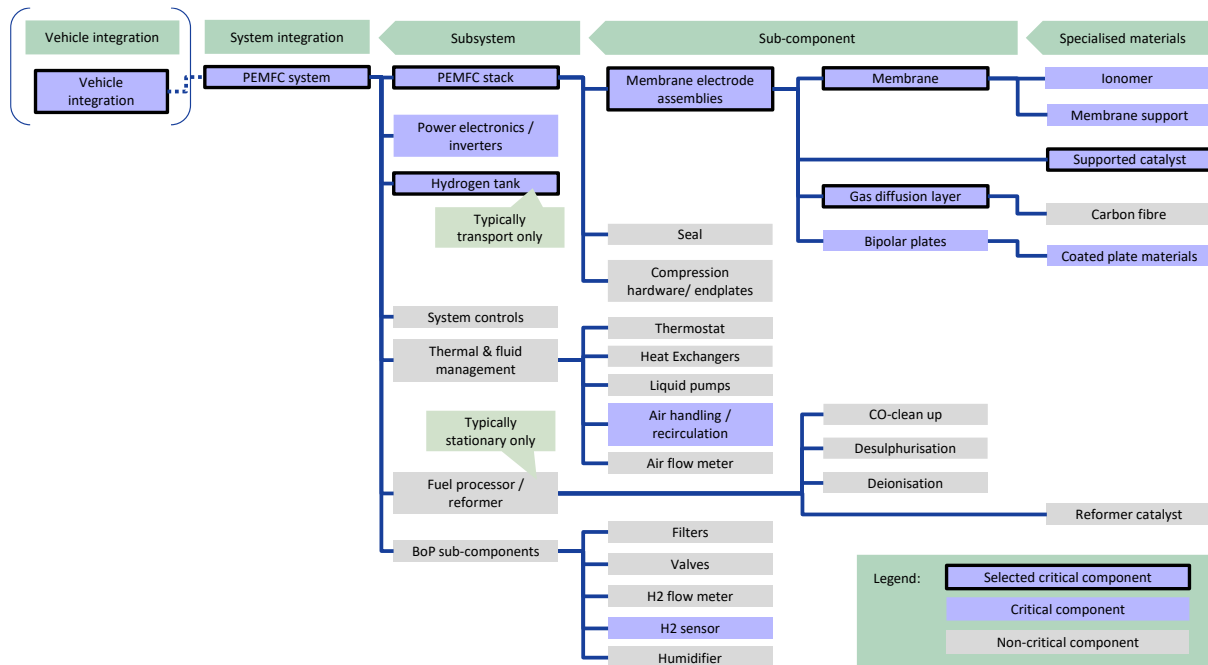 Vehicle integration
System integration
Subsystem
Sub-component
Specialised materials
Vehicle
integration
PEMFC system
PEMFC stack
Membrane electrode
assemblies
Membrane
Ionomer
Membrane support
Power electronics /
inverters
Supported catalyst
Hydrogen tank
Gas diffusion layer
Carbon fibre
Typically
transport only
Seal
Bipolar plates
Coated plate materials
Compression
hardware/ endplates
System controls
Thermostat
Thermal & fluid
management
Heat Exchangers
Liquid pumps
Air handling /
recirculation
CO-clean up
Typically
stationary only
Desulphurisation
Air flow meter
Fuel processor /
reformer
Deionisation
Reformer catalyst
Filters
BoP sub-components
Valves
H2 flow meter
H2 sensor
Humidifier
Legend:
Selected critical component
Critical component
Non-critical component